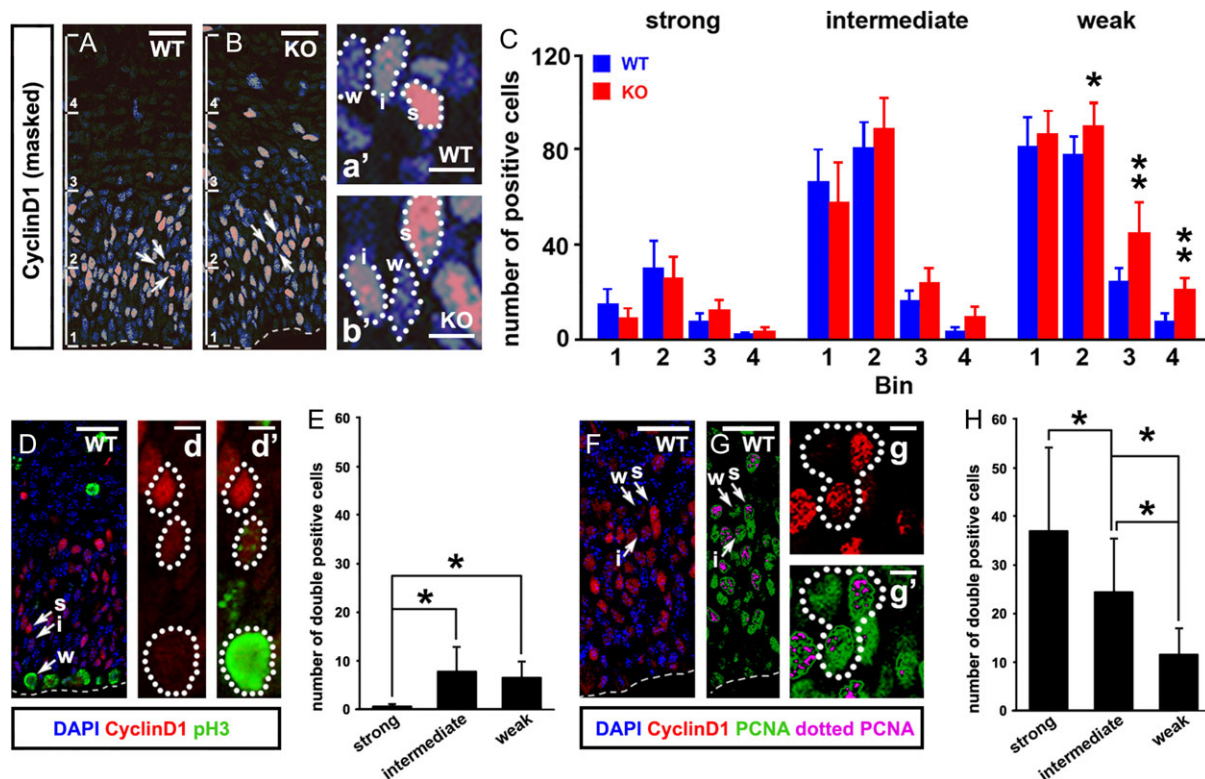 CyclinD1 (masked)
A
WT
4
3
2
1
B
KO
4
3
2
1
w
i
s
a'
WT
s
i
w
b'
KO
C
strong
intermediate
weak
WT
KO
number of positive cells
120
80
40
0
*
**
**
1 2 3 4
1 2 3 4
1 2 3 4
Bin
D
WT
s
i
w
d
d'
DAPI CyclinD1 pH3
E
number of double positive cells
60
50
40
30
20
10
0
*
*
strong
intermediate
weak
F
WT
w
s
i
G
WT
w
s
i
g
g'
DAPI CyclinD1 PCNA dotted PCNA
H
number of double positive cells
60
50
40
30
20
10
0
*
*
*
strong
intermediate
weak